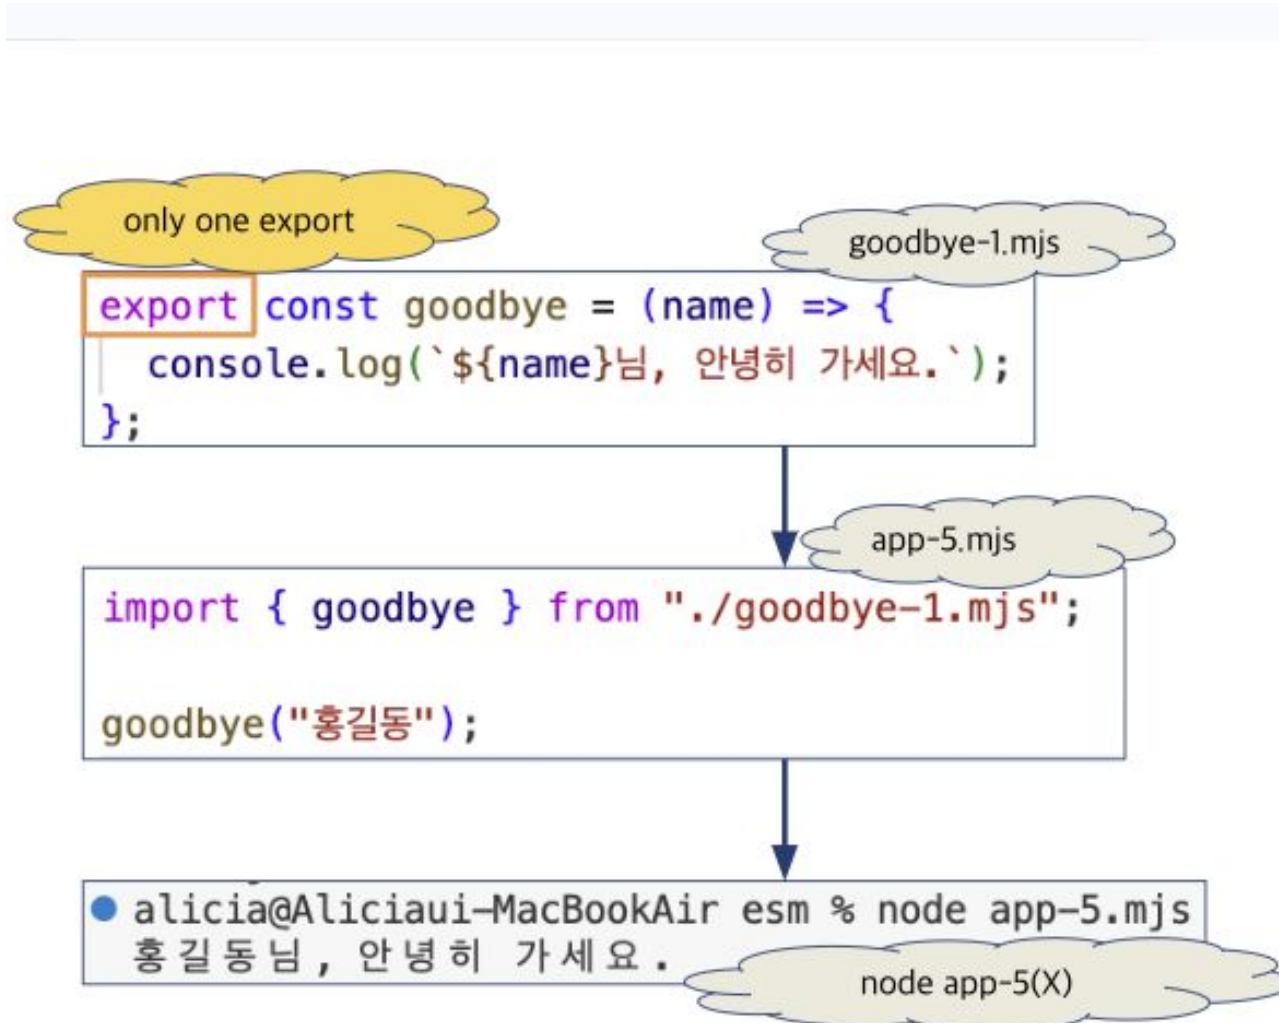 only one export
goodbye-1.mjs
export const goodbye = (name) => {
console.log(`${name}님, 안녕히 가세요.`);
};
app-5.mjs
import { goodbye } from "./goodbye-1.mjs";
goodbye("홍길동");
alicia@Aliciaui-MacBookAir esm % node app-5.mjs
홍길동님, 안녕히 가세요.
node app-5(X)